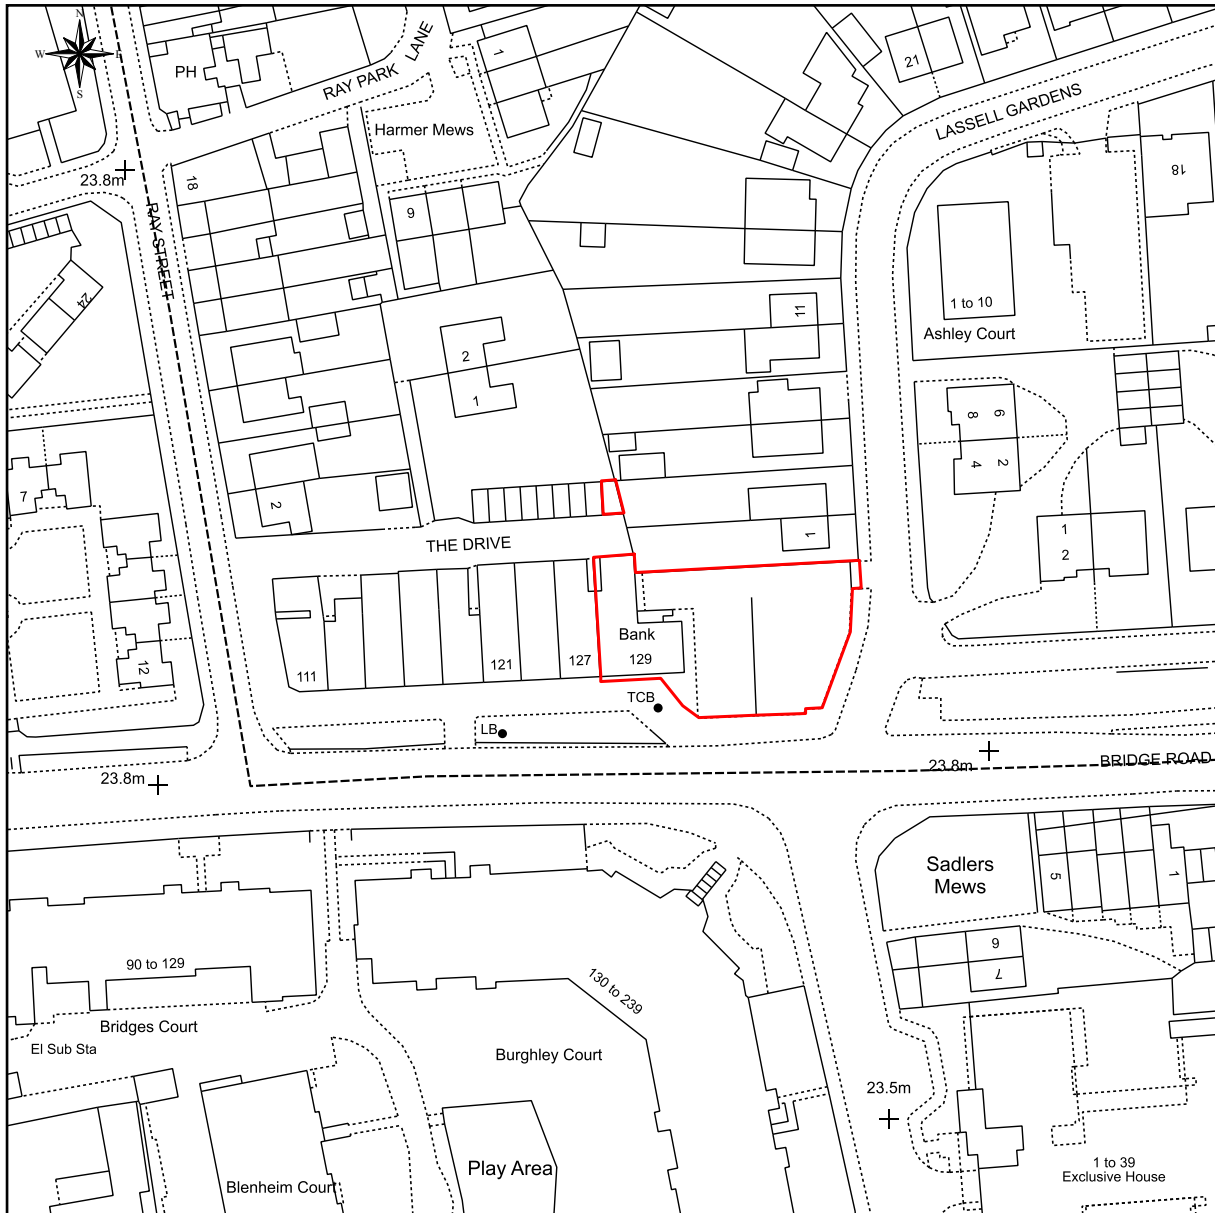 N
W
E
S
PH
RAY PARK LANE
1
21
LASSELL GARDENS
Harmer Mews
23.8m
18
18
RAY STREET
9
24
1 to 10
11
Ashley Court
2
1
8
6
4
2
7
2
THE DRIVE
1
1
2
Bank
129
12
111
121
127
TCB
LB
23.8m
23.8m
BRIDGE ROAD
Sadlers
Mews
5
1
6
7
90 to 129
130 to 239
Bridges Court
El Sub Sta
Burghley Court
23.5m
Play Area
1 to 39
Exclusive House
Blenheim Court